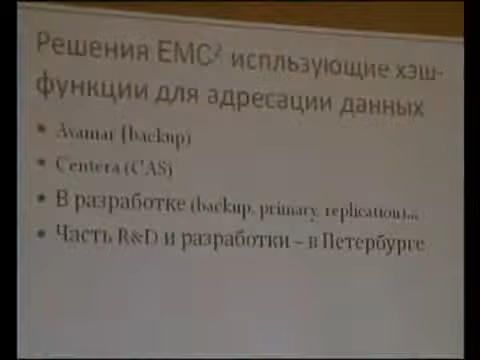 Решения EMC² испльзующие хэш-
функции для адресации данных
• Avamar (backup)
• Centera (CAS)
• В разработке (backup, primary, replication)...
• Часть R&D и разработки – в Петербурге